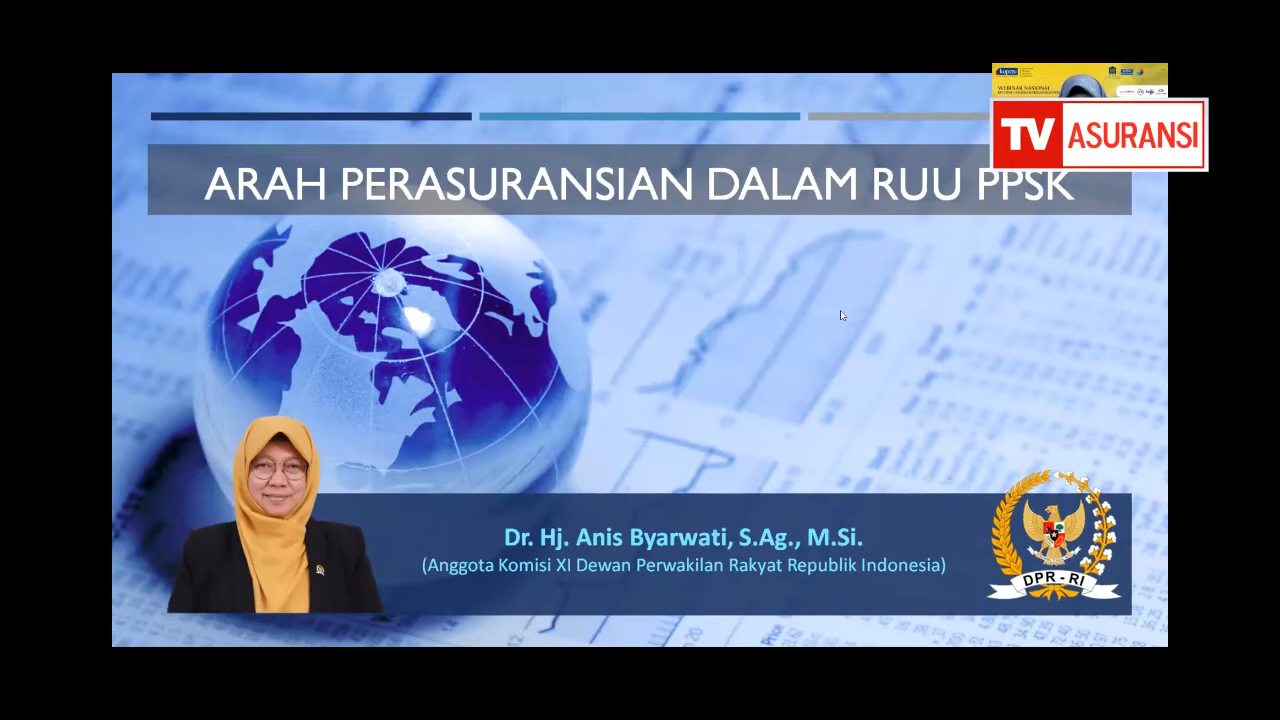 kupasi
WEBINAR NASIONAL
TV ASURANSI
ARAH PERASURANSIAN DALAM RUU PPSK
Dr. Hj. Anis Byarwati, S.Ag., M.Si.
(Anggota Komisi XI Dewan Perwakilan Rakyat Republik Indonesia)
DPR - RI